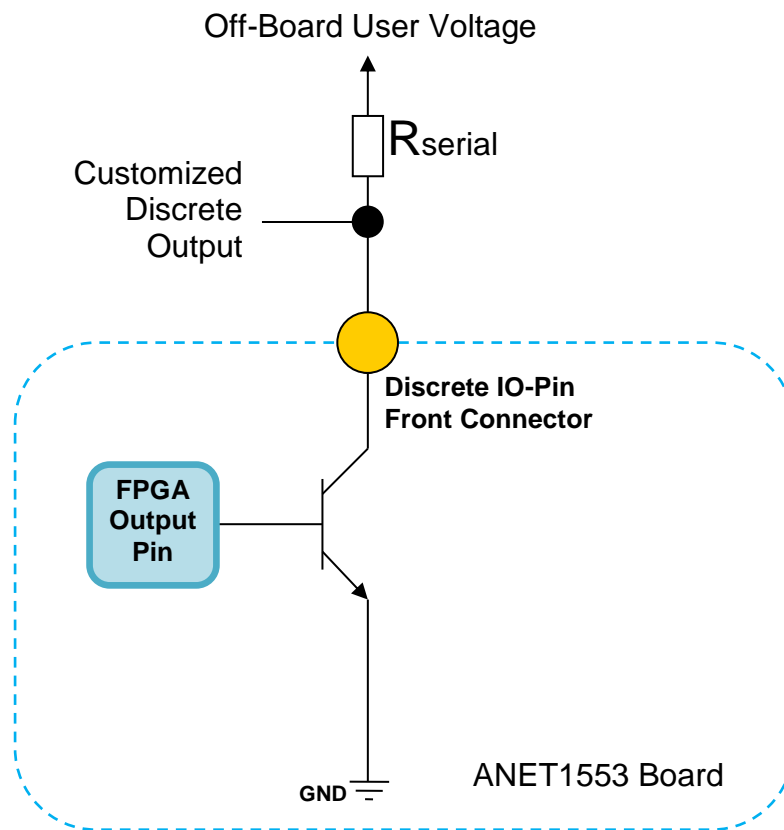 Off-Board User Voltage
Rserial
Customized
Discrete
Output
Discrete IO-Pin
Front Connector
FPGA
Output
Pin
GND
ANET1553 Board